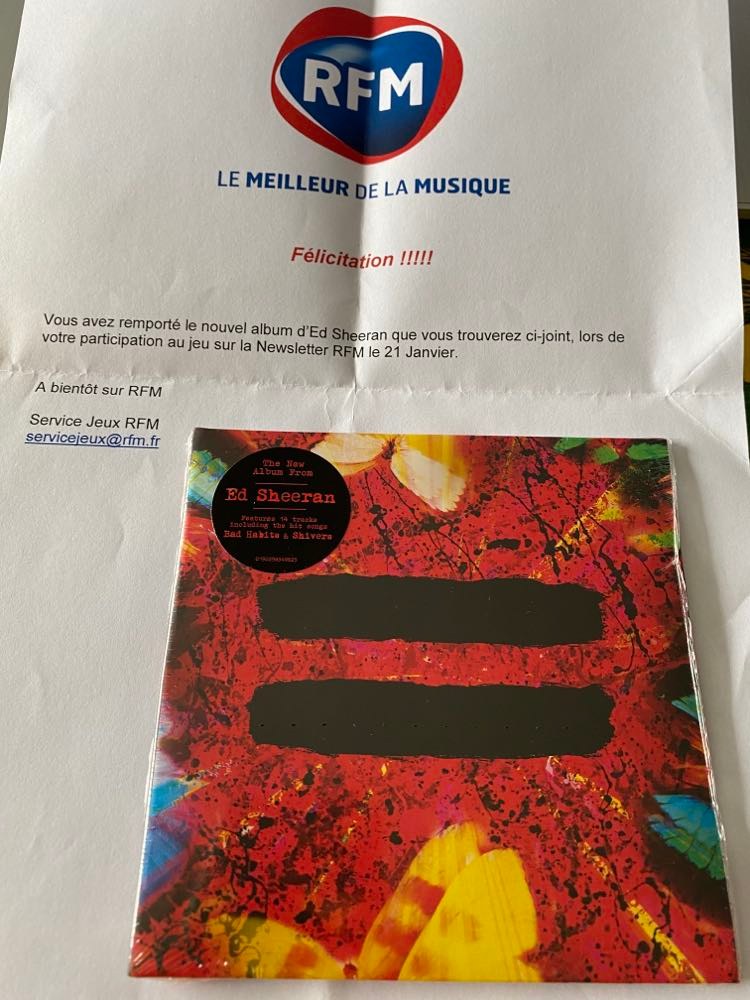 RFM
LE MEILLEUR DE LA MUSIQUE
Félicitation !!!!!
Vous avez remporté le nouvel album d'Ed Sheeran que vous trouverez ci-joint, lors de
votre participation au jeu sur la Newsletter RFM le 21 Janvier.
A bientôt sur RFM
Service Jeux RFM
servicejeux@rfm.fr
The New
Album From
Ed Sheeran
Features 14 tracks
including the hit songs
Bad Habits & Shivers